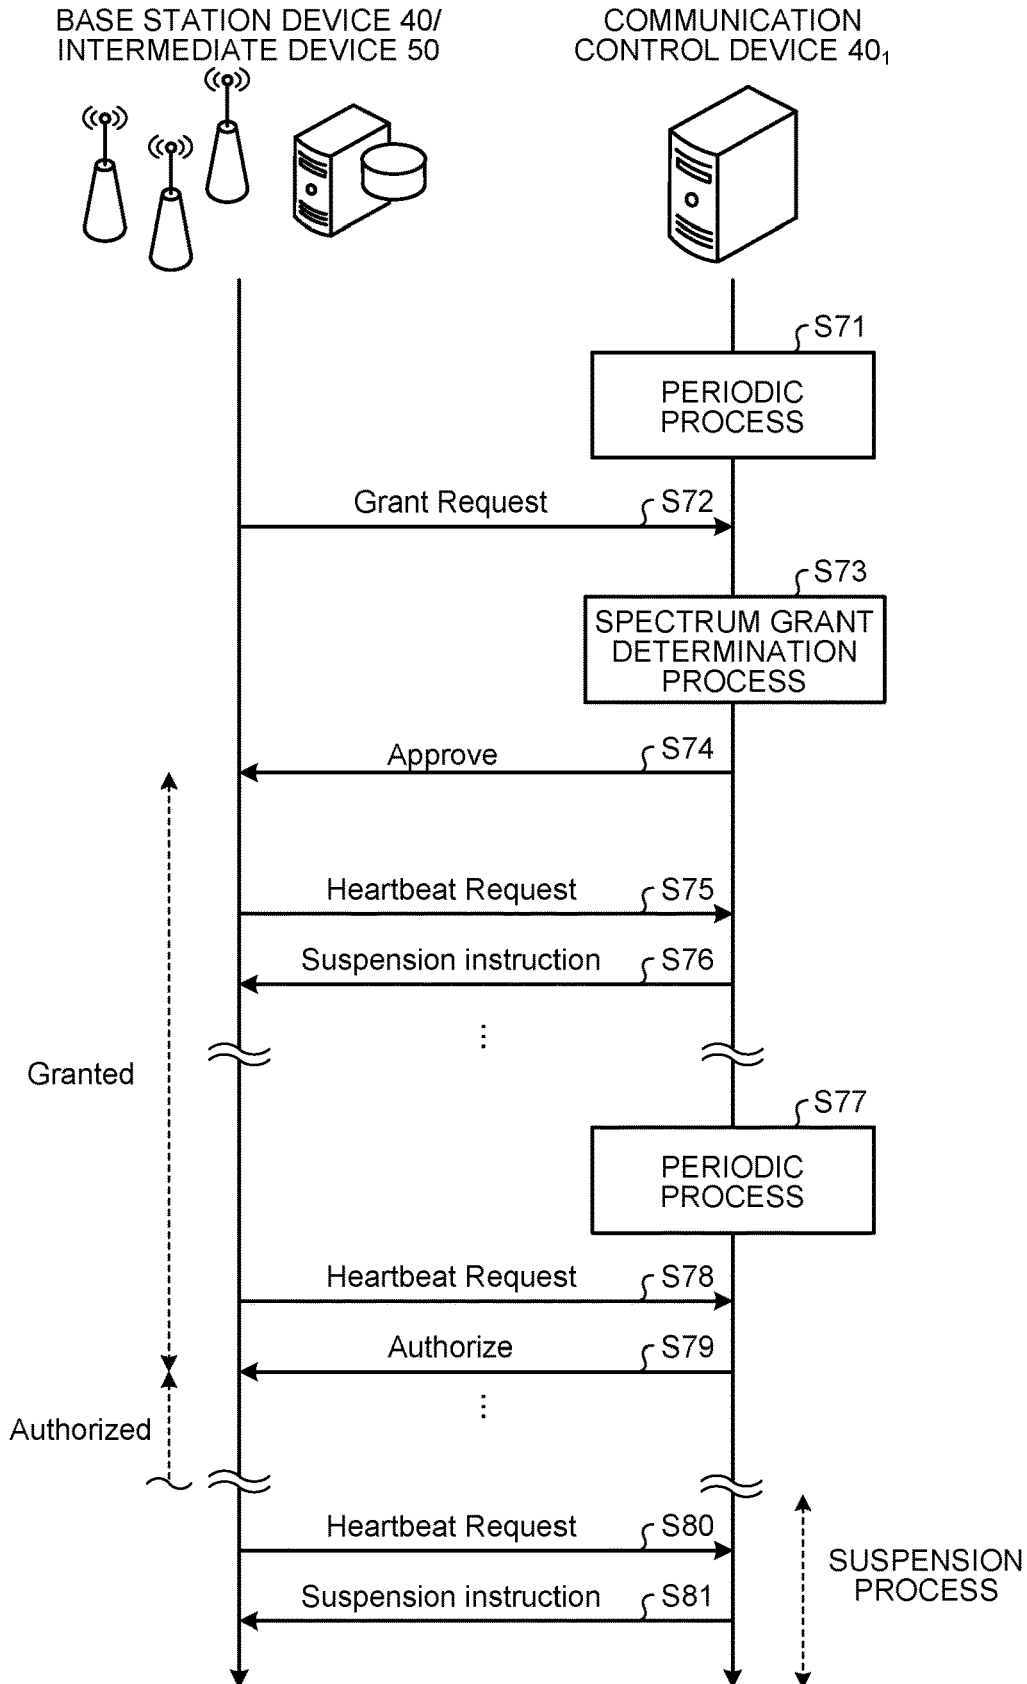 BASE STATION DEVICE 40/
INTERMEDIATE DEVICE 50
COMMUNICATION
CONTROL DEVICE 40₁
S71
PERIODIC
PROCESS
Grant Request
S72
S73
SPECTRUM GRANT
DETERMINATION
PROCESS
Approve
S74
Heartbeat Request
S75
Suspension instruction
S76
⋮
Granted
S77
PERIODIC
PROCESS
Heartbeat Request
S78
Authorize
S79
⋮
Authorized
Heartbeat Request
S80
SUSPENSION
PROCESS
Suspension instruction
S81